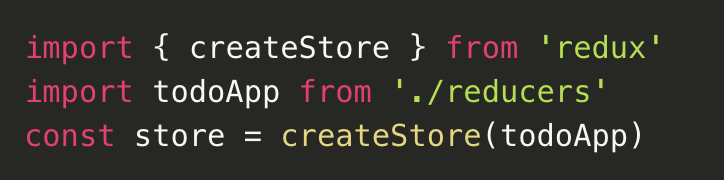 import { createStore } from 'redux'
import todoApp from './reducers'
const store = createStore(todoApp)